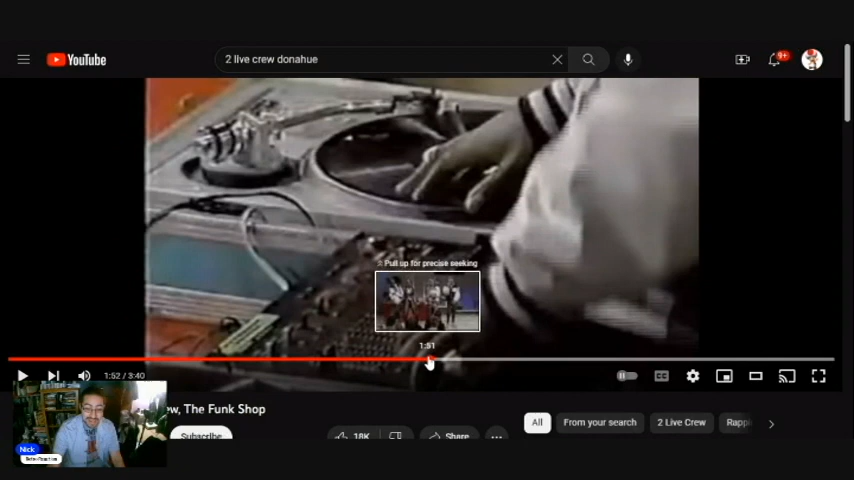 YouTube
2 live crew donahue
9+
Pull up for precise seeking
1:51
1:52 / 3:40
ew, The Funk Shop
Subscribe
18K
Share
All
From your search
2 Live Crew
Rapp
Nick